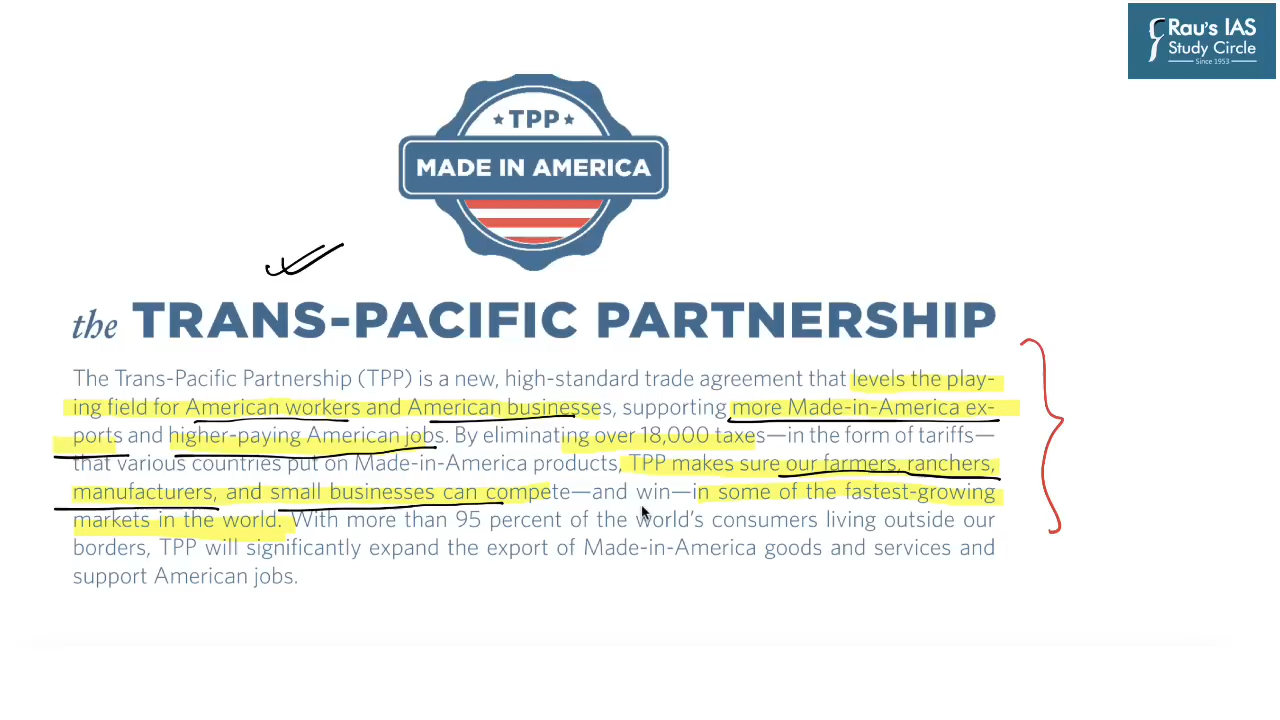 Rau's IAS
Study Circle
Since 1953
TPP
MADE IN AMERICA
the TRANS-PACIFIC PARTNERSHIP
The Trans-Pacific Partnership (TPP) is a new, high-standard trade agreement that levels the play-
ing field for American workers and American businesses, supporting more Made-in-America ex-
ports and higher-paying American jobs. By eliminating over 18,000 taxes—in the form of tariffs—
that various countries put on Made-in-America products, TPP makes sure our farmers, ranchers,
manufacturers, and small businesses can compete—and win—in some of the fastest-growing
markets in the world. With more than 95 percent of the world's consumers living outside our
borders, TPP will significantly expand the export of Made-in-America goods and services and
support American jobs.